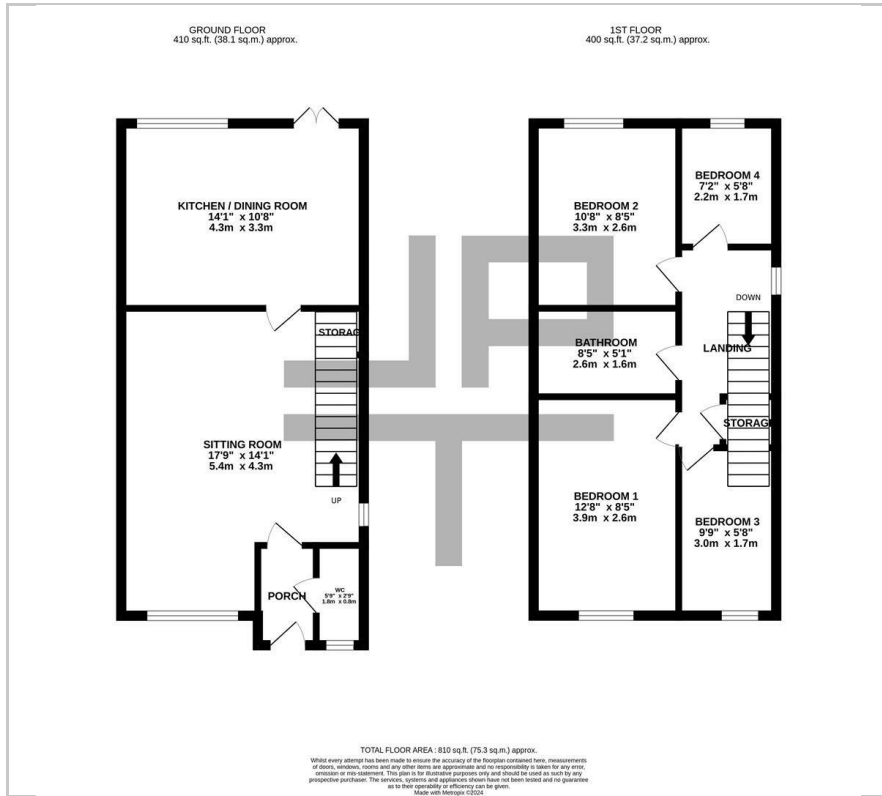 GROUND FLOOR
410 sq.ft. (38.1 sq.m.) approx.
1ST FLOOR
400 sq.ft. (37.2 sq.m.) approx.
KITCHEN / DINING ROOM
14'1" x 10'8"
4.3m x 3.3m
STORAG
SITTING ROOM
17'9" x 14'1"
5.4m x 4.3m
UP
PORCH
WC
5'9" x 2'9"
1.8m x 0.8m
BEDROOM 4
7'2" x 5'8"
2.2m x 1.7m
BEDROOM 2
10'8" x 8'5"
3.3m x 2.6m
DOWN
LANDING
BATHROOM
8'5" x 5'1"
2.6m x 1.6m
STORAG
BEDROOM 1
12'8" x 8'5"
3.9m x 2.6m
BEDROOM 3
9'9" x 5'8"
3.0m x 1.7m
JP
T
TOTAL FLOOR AREA : 810 sq.ft. (75.3 sq.m.) approx.
Whilst every attempt has been made to ensure the accuracy of the floorplan contained here, measurements
of doors, windows, rooms and any other items are approximate and no responsibility is taken for any error,
omission or mis-statement. This plan is for illustrative purposes only and should be used as such by any
prospective purchaser. The services, systems and appliances shown have not been tested and no guarantee
as to their operability or efficiency can be given.
Made with Metropix ©2024